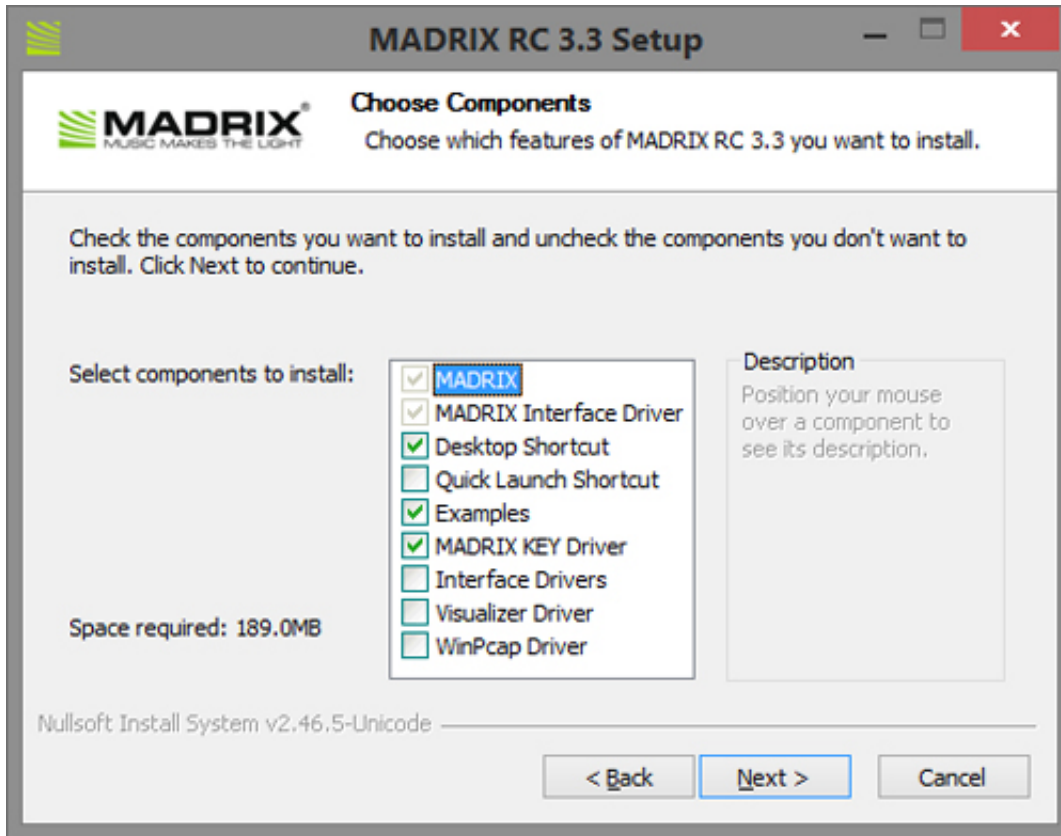 MADRIX RC 3.3 Setup
MADRIX®
MUSIC MAKES THE LIGHT
Choose Components
Choose which features of MADRIX RC 3.3 you want to install.
Check the components you want to install and uncheck the components you don't want to
install. Click Next to continue.
Select components to install:
MADRIX
MADRIX Interface Driver
Desktop Shortcut
Quick Launch Shortcut
Examples
MADRIX KEY Driver
Interface Drivers
Visualizer Driver
WinPcap Driver
Description
Position your mouse
over a component to
see its description.
Space required: 189.0MB
Nullsoft Install System v2.46.5-Unicode
< Back
Next >
Cancel